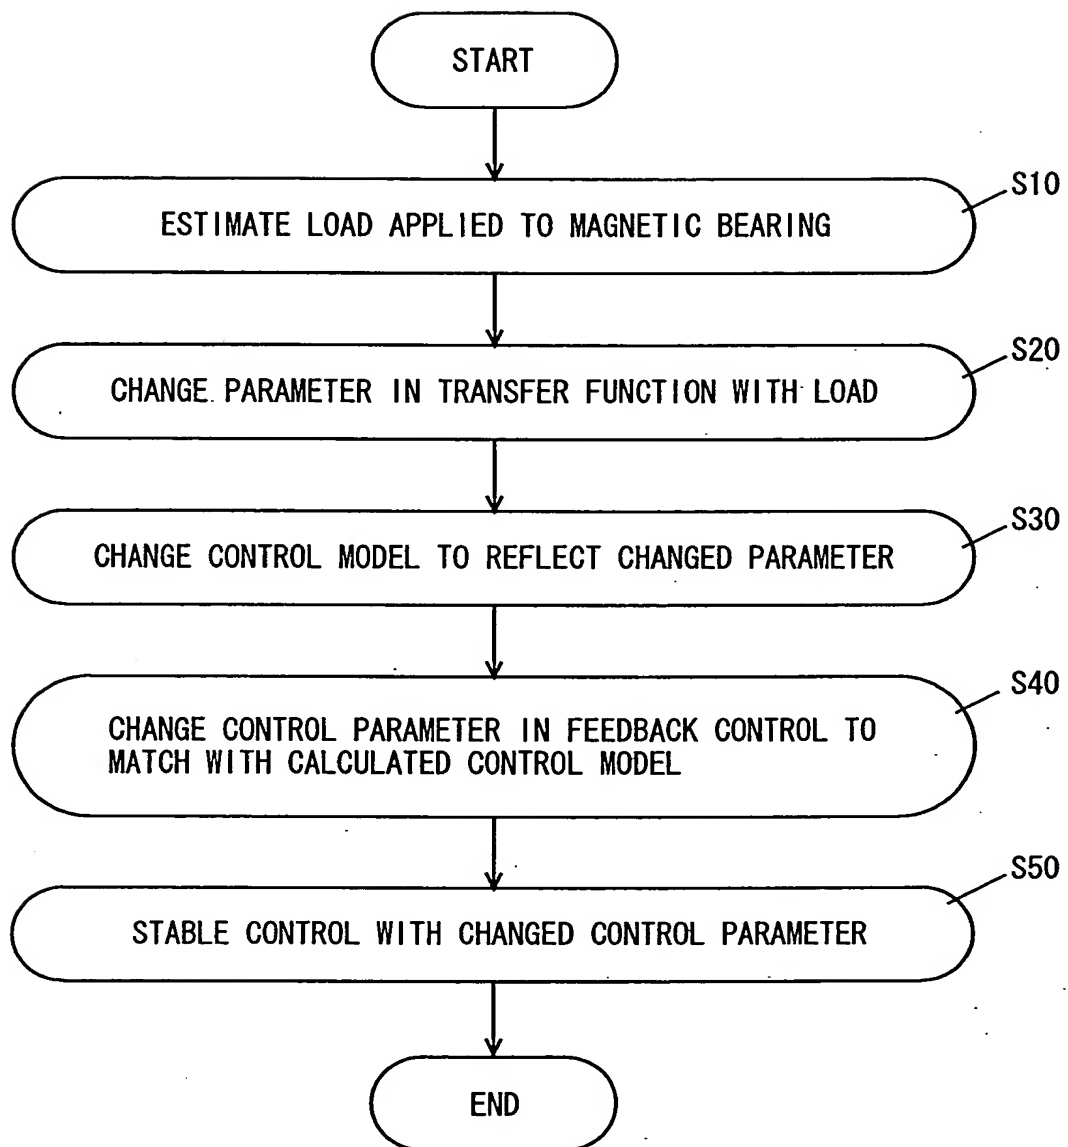 START
S10
ESTIMATE LOAD APPLIED TO MAGNETIC BEARING
S20
CHANGE PARAMETER IN TRANSFER FUNCTION WITH LOAD
S30
CHANGE CONTROL MODEL TO REFLECT CHANGED PARAMETER
S40
CHANGE CONTROL PARAMETER IN FEEDBACK CONTROL TO
MATCH WITH CALCULATED CONTROL MODEL
S50
STABLE CONTROL WITH CHANGED CONTROL PARAMETER
END